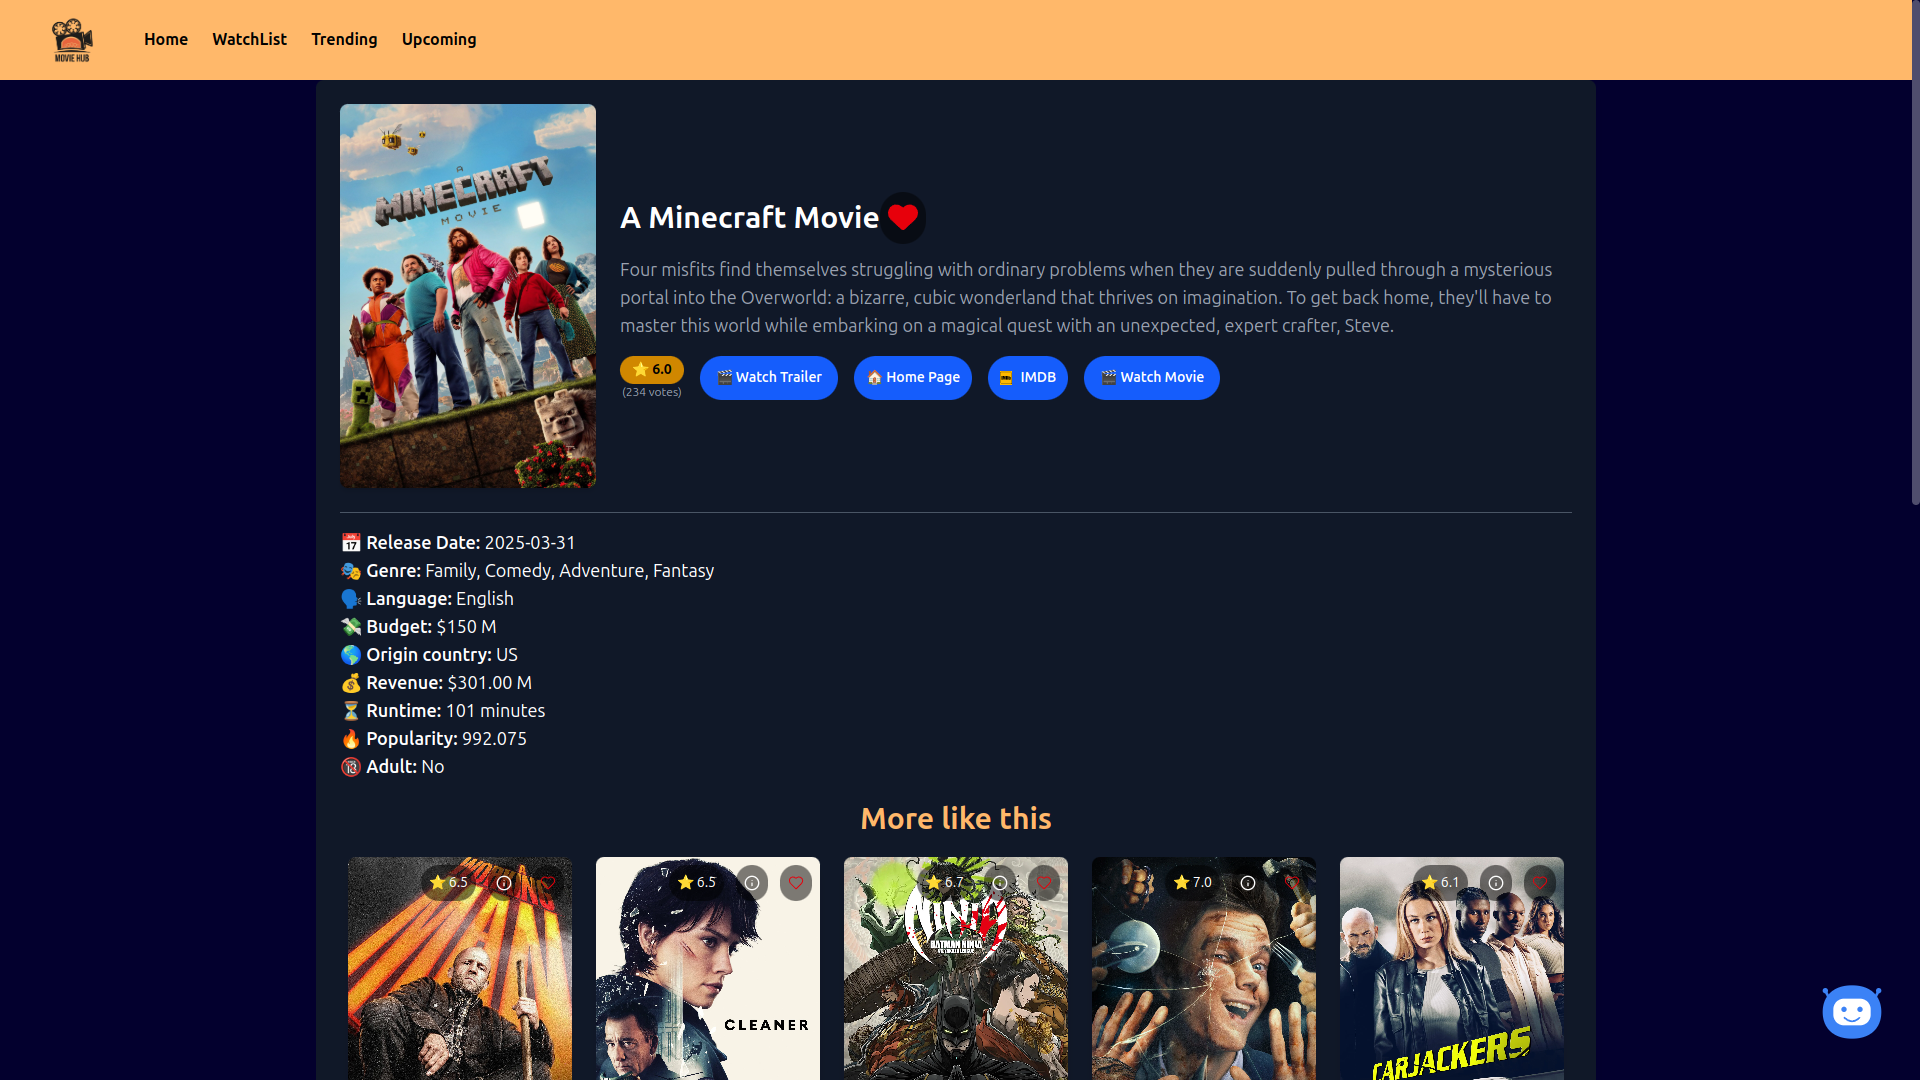 MOVIE HUB
Home
WatchList
Trending
Upcoming
A
MINECRAFT
MOVIE
A Minecraft Movie
Four misfits find themselves struggling with ordinary problems when they are suddenly pulled through a mysterious
portal into the Overworld: a bizarre, cubic wonderland that thrives on imagination. To get back home, they'll have to
master this world while embarking on a magical quest with an unexpected, expert crafter, Steve.
⭐ 6.0
(234 votes)
🎬 Watch Trailer
🏠 Home Page
IMDB
🎬 Watch Movie
📅 Release Date: 2025-03-31
🎭 Genre: Family, Comedy, Adventure, Fantasy
🗣️ Language: English
💸 Budget: $150 M
🌎 Origin country: US
💰 Revenue: $301.00 M
⏳ Runtime: 101 minutes
🔥 Popularity: 992.075
🔞 Adult: No
More like this
⭐ 6.5
WORKING
MAN
⭐ 6.5
CLEANER
⭐ 6.7
NINJA
BATMAN NINJA
⭐ 7.0
⭐ 6.1
CARJACKERS